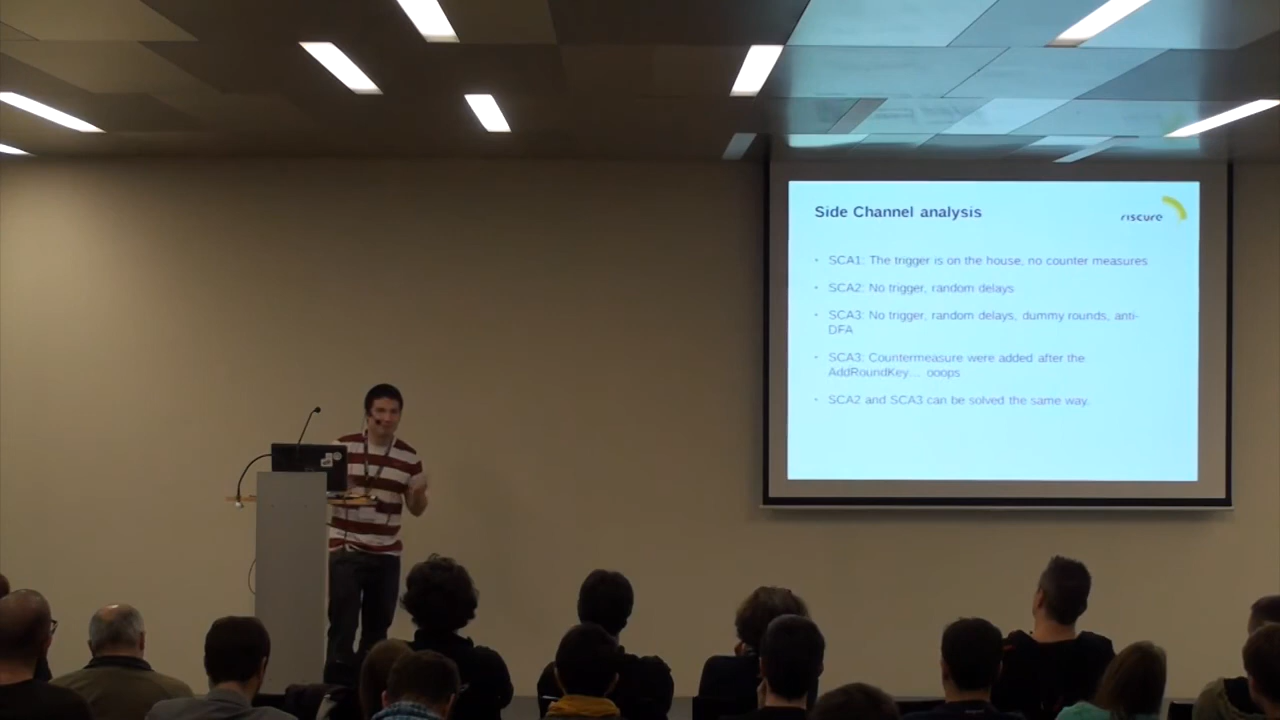 Side Channel analysis
riscure
SCA1: The trigger is on the house, no counter measures
SCA2: No trigger, random delays
SCA3: No trigger, random delays, dummy rounds, anti-
DFA
SCA3: Countermeasure were added after the
AddRoundKey... ooops
SCA2 and SCA3 can be solved the same way.